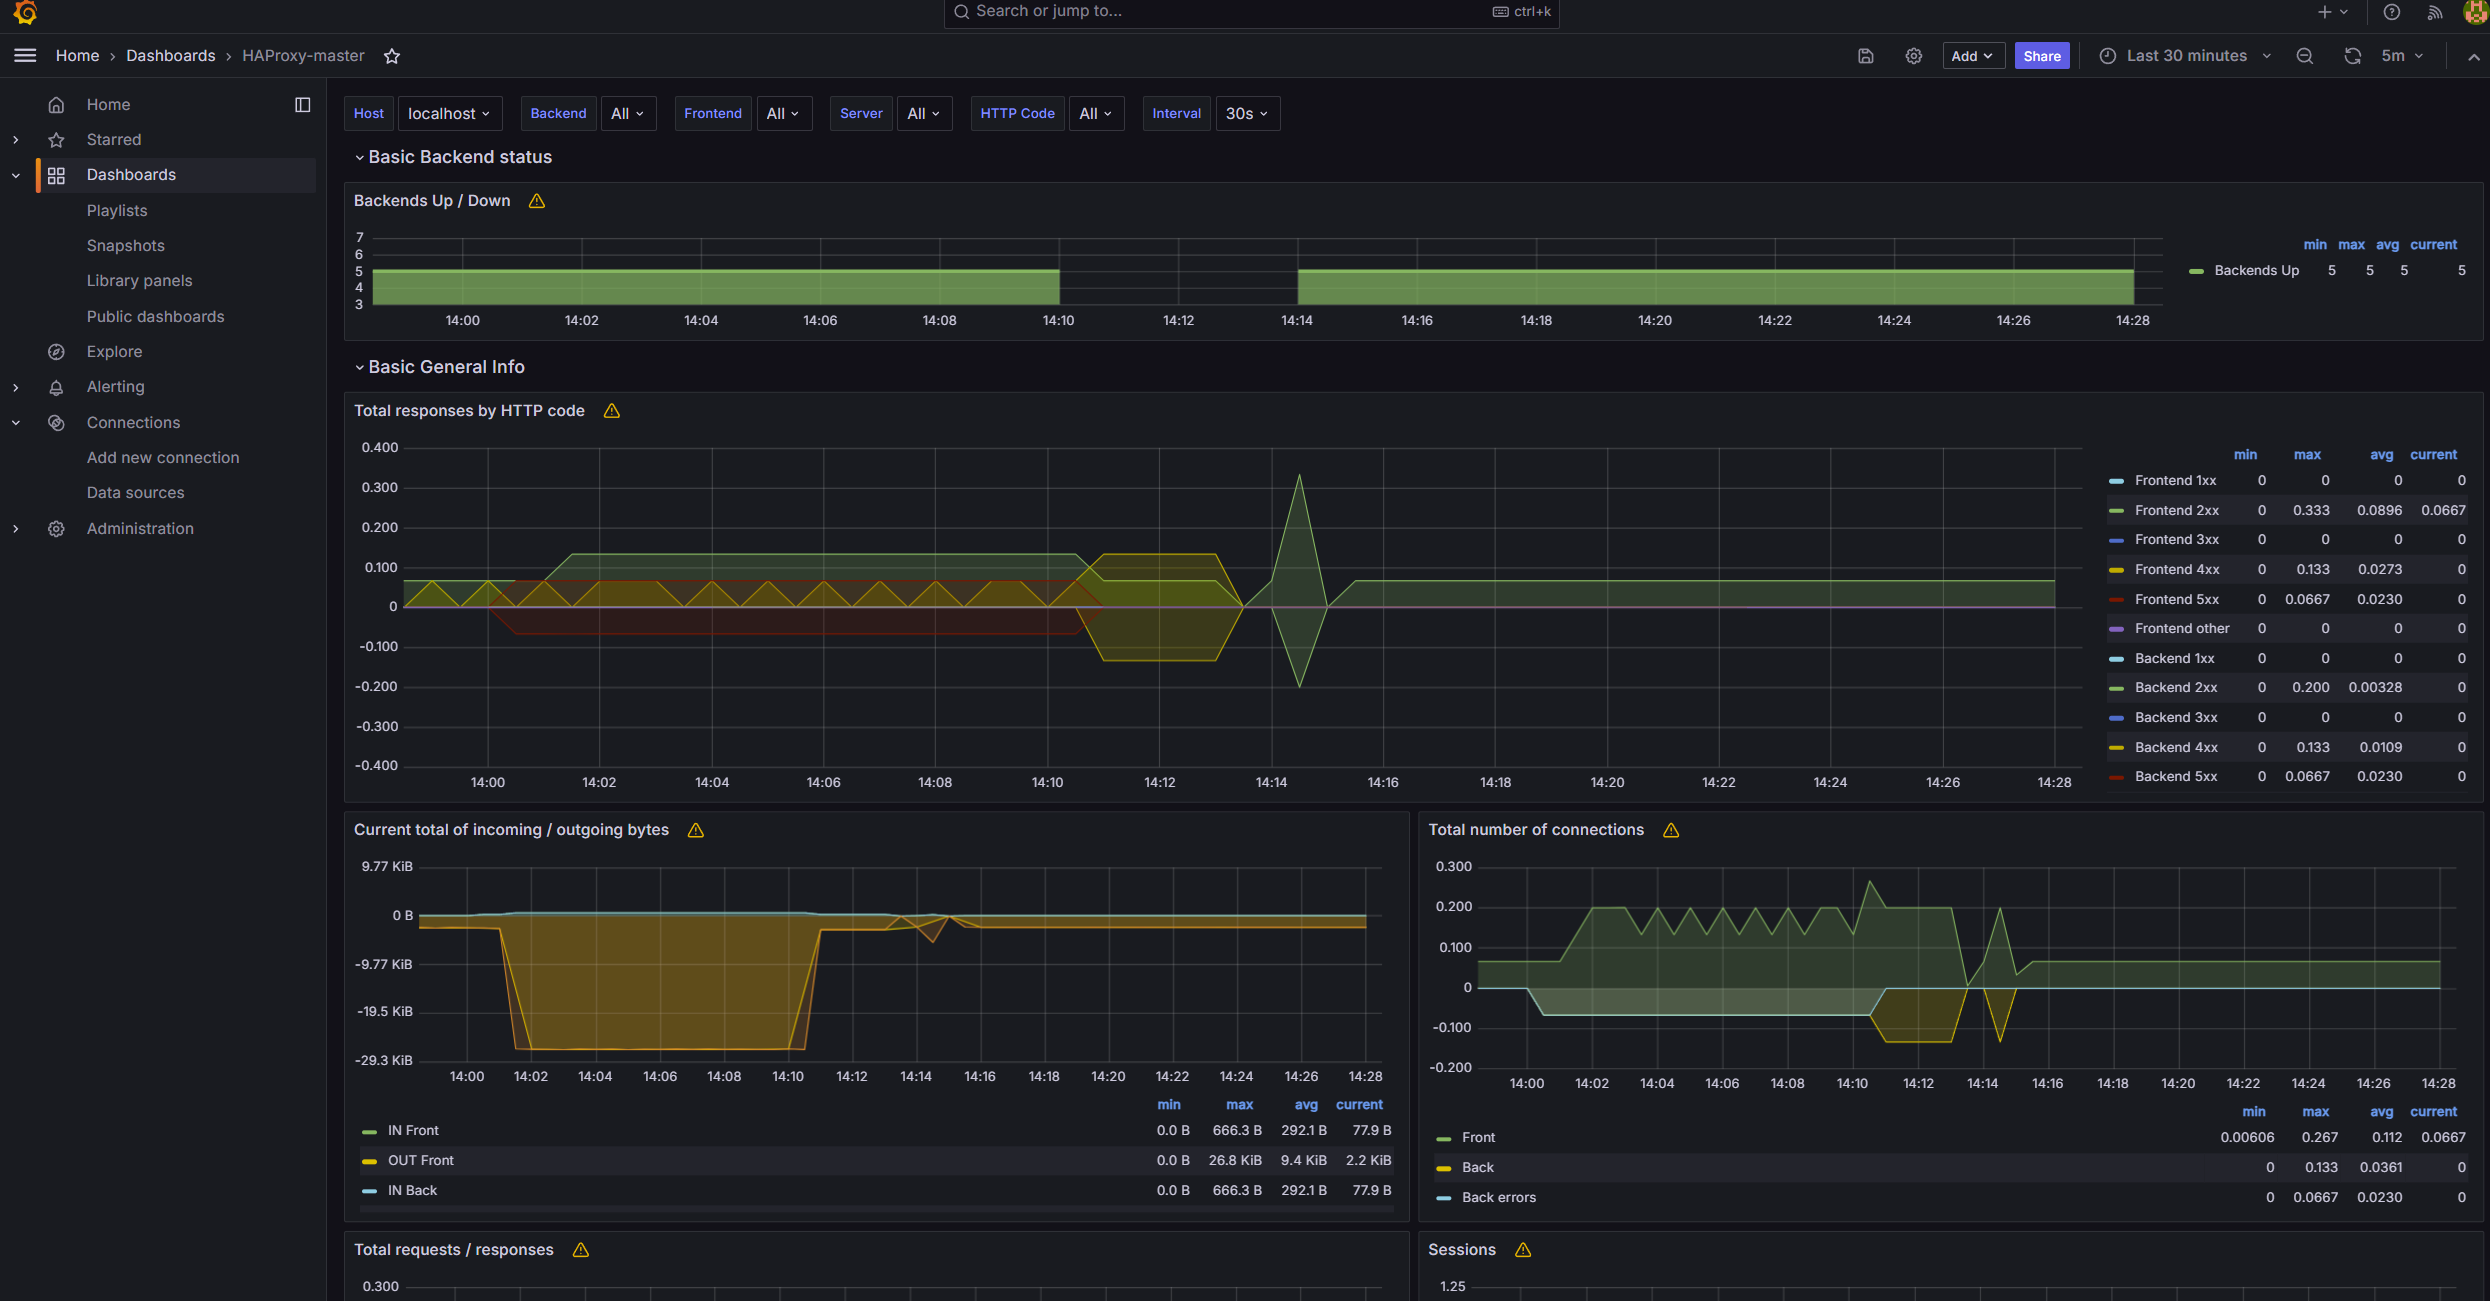 Search or jump to... ctrl+k
Home › Dashboards › HAProxy-master
Add Share Last 30 minutes 5m
Home
Starred
Dashboards
Playlists
Snapshots
Library panels
Public dashboards
Explore
Alerting
Connections
Add new connection
Data sources
Administration
Host localhost Backend All Frontend All Server All HTTP Code All Interval 30s
Basic Backend status
Backends Up / Down
7
6
5
4
3
14:00 14:02 14:04 14:06 14:08 14:10 14:12 14:14 14:16 14:18 14:20 14:22 14:24 14:26 14:28
min max avg current
Backends Up 5 5 5 5
Basic General Info
Total responses by HTTP code
0.400
0.300
0.200
0.100
0
-0.100
-0.200
-0.300
-0.400
14:00 14:02 14:04 14:06 14:08 14:10 14:12 14:14 14:16 14:18 14:20 14:22 14:24 14:26 14:28
min max avg current
Frontend 1xx 0 0 0 0
Frontend 2xx 0 0.333 0.0896 0.0667
Frontend 3xx 0 0 0 0
Frontend 4xx 0 0.133 0.0273 0
Frontend 5xx 0 0.0667 0.0230 0
Frontend other 0 0 0 0
Backend 1xx 0 0 0 0
Backend 2xx 0 0.200 0.00328 0
Backend 3xx 0 0 0 0
Backend 4xx 0 0.133 0.0109 0
Backend 5xx 0 0.0667 0.0230 0
Current total of incoming / outgoing bytes
9.77 KiB
0 B
-9.77 KiB
-19.5 KiB
-29.3 KiB
14:00 14:02 14:04 14:06 14:08 14:10 14:12 14:14 14:16 14:18 14:20 14:22 14:24 14:26 14:28
min max avg current
IN Front 0.0 B 666.3 B 292.1 B 77.9 B
OUT Front 0.0 B 26.8 KiB 9.4 KiB 2.2 KiB
IN Back 0.0 B 666.3 B 292.1 B 77.9 B
Total number of connections
0.300
0.200
0.100
0
-0.100
-0.200
14:00 14:02 14:04 14:06 14:08 14:10 14:12 14:14 14:16 14:18 14:20 14:22 14:24 14:26 14:28
min max avg current
Front 0.00606 0.267 0.112 0.0667
Back 0 0.133 0.0361 0
Back errors 0 0.0667 0.0230 0
Total requests / responses
0.300
Sessions
1.25